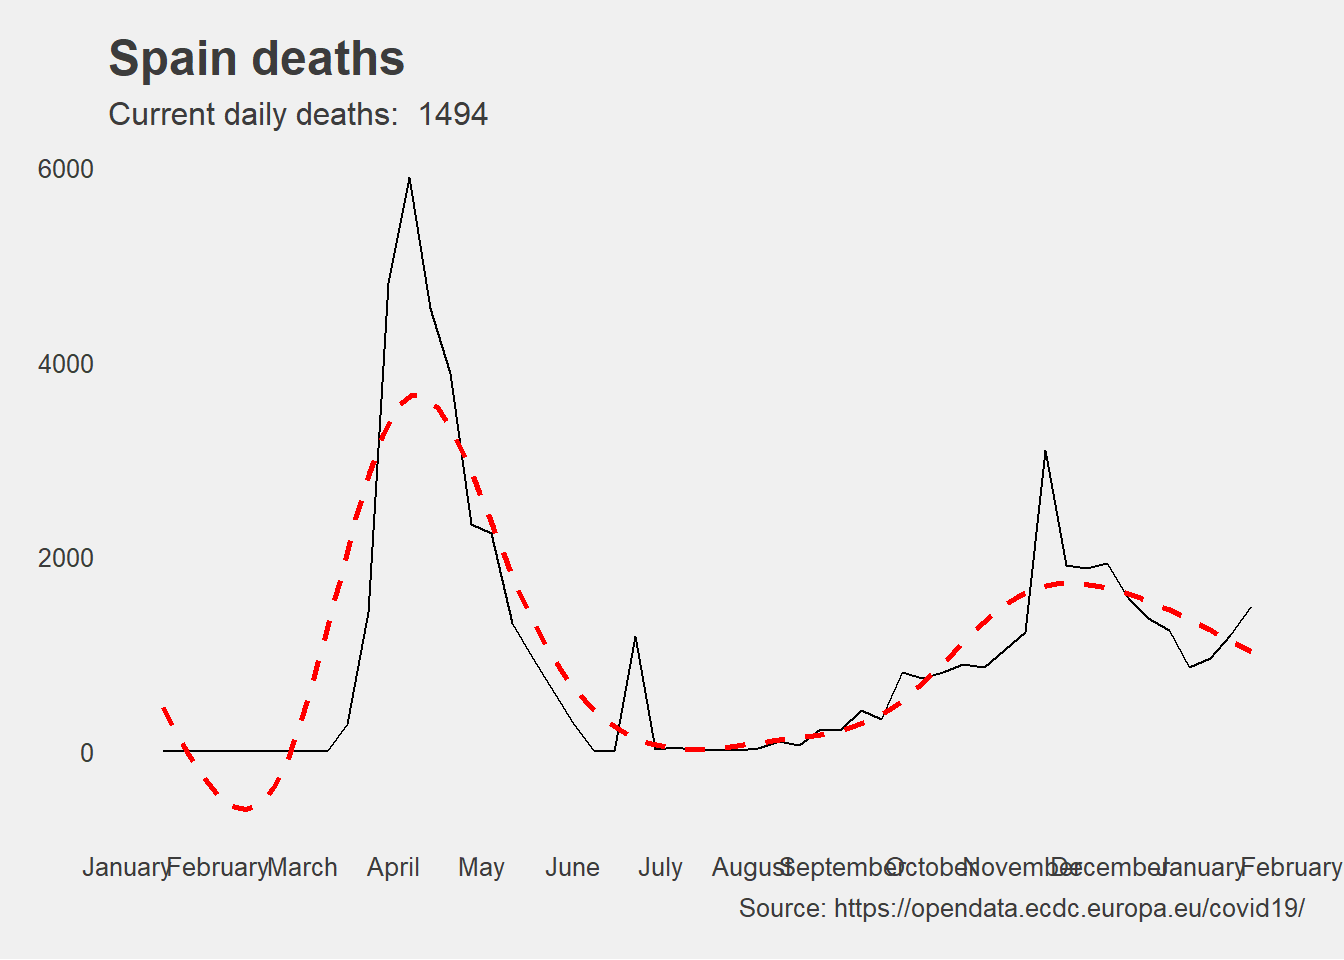 Spain deaths
Current daily deaths: 1494
6000
4000
2000
0
January February March April May June July August September October November December January February
Source: https://opendata.ecdc.europa.eu/covid19/